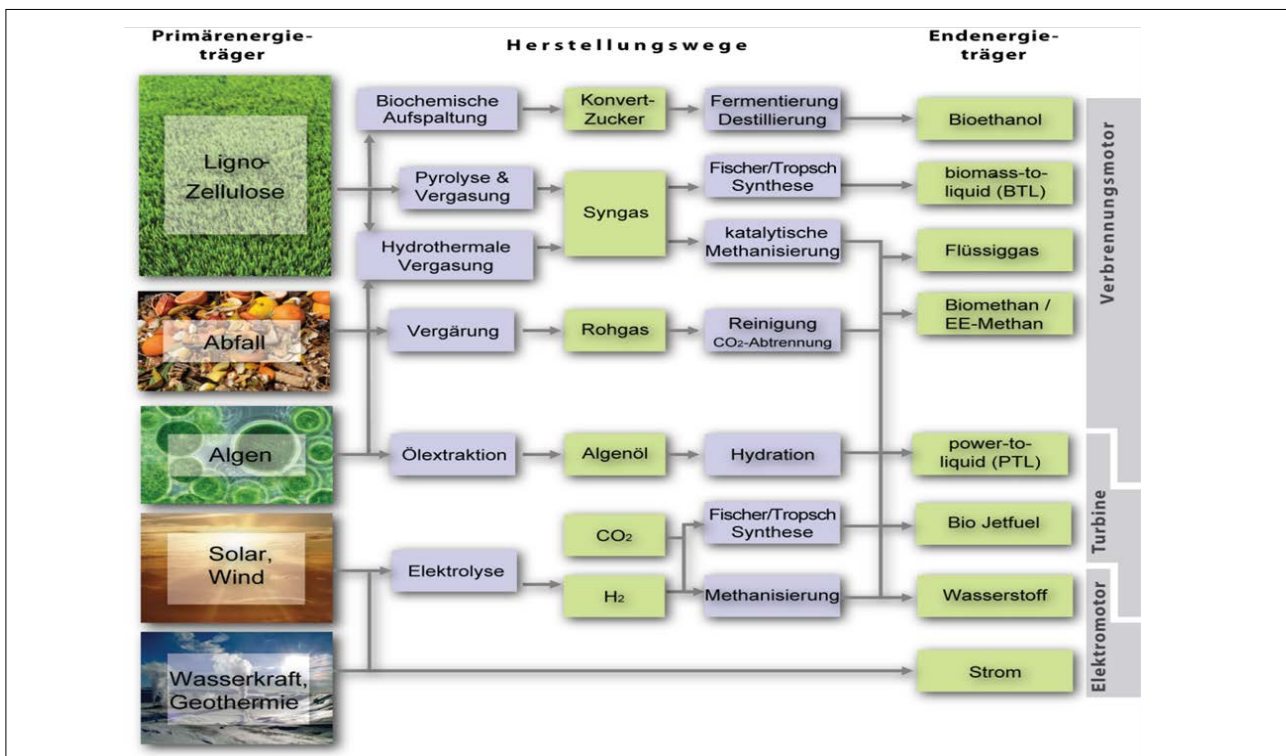 Primärenergie-
träger
Herstellungswege
Endenergie-
träger
Ligno-
Zellulose
Abfall
Algen
Solar,
Wind
Wasserkraft,
Geothermie
Biochemische
Aufspaltung
Konvert-
Zucker
Fermentierung
Destillierung
Bioethanol
Pyrolyse &
Vergasung
Syngas
Fischer/Tropsch
Synthese
biomass-to-
liquid (BTL)
Hydrothermale
Vergasung
katalytische
Methanisierung
Flüssiggas
Biomethan /
EE-Methan
Vergärung
Rohgas
Reinigung
CO₂-Abtrennung
Ölextraktion
Algenöl
Hydration
power-to-
liquid (PTL)
Elektrolyse
CO₂
H₂
Fischer/Tropsch
Synthese
Bio Jetfuel
Methanisierung
Wasserstoff
Strom
Verbrennungsmotor
Turbine
Elektromotor